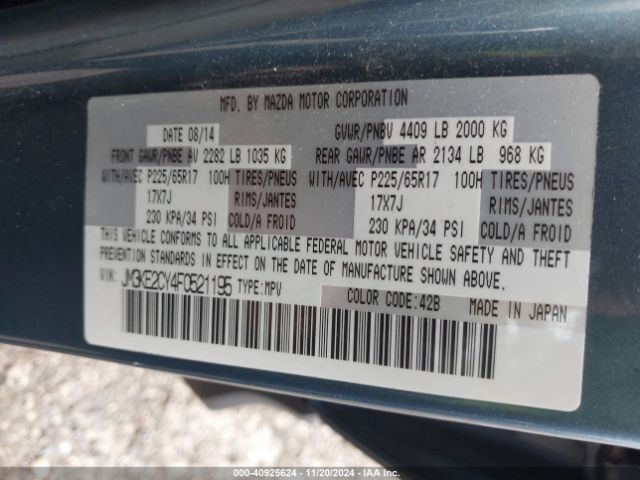 MFD. BY MAZDA MOTOR CORPORATION
DATE 08/14 GVWR/PNBV 4409 LB 2000 KG
FRONT GAWR/PNBE AV 2282 LB 1035 KG REAR GAWR/PNBE AR 2134 LB 968 KG
WITH/AVEC P225/65R17 100H TIRES/PNEUS WITH/AVEC P225/65R17 100H TIRES/PNEUS
17X7J RIMS/JANTES 17X7J RIMS/JANTES
230 KPA/34 PSI COLD/A FROID 230 KPA/34 PSI COLD/A FROID
THIS VEHICLE CONFORMS TO ALL APPLICABLE FEDERAL MOTOR VEHICLE SAFETY AND THEFT
PREVENTION STANDARDS IN EFFECT ON THE DATE OF MANUFACTURE SHOWN ABOVE.
VIN: JM3KE2CY4F0521195 TYPE:MPV
COLOR CODE:42B MADE IN JAPAN
000-40925624 - 11/20/2024 - IAA Inc.